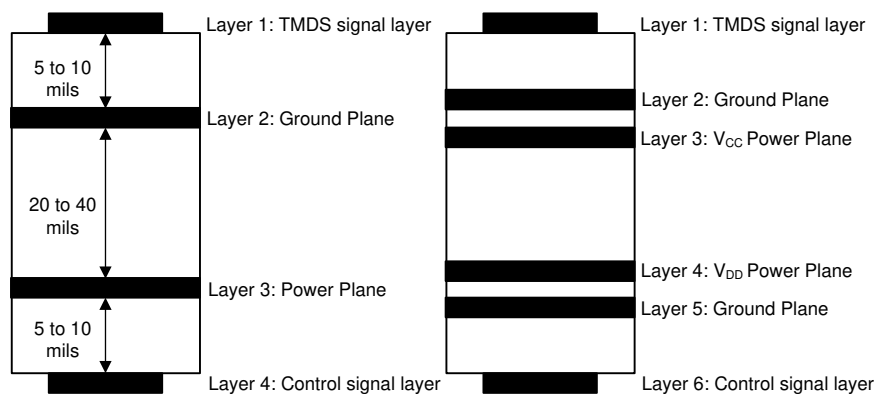 Layer 1: TMDS signal layer
5 to 10
mils
Layer 2: Ground Plane
20 to 40
mils
Layer 3: Power Plane
5 to 10
mils
Layer 4: Control signal layer
Layer 1: TMDS signal layer
Layer 2: Ground Plane
Layer 3: VCC Power Plane
Layer 4: VDD Power Plane
Layer 5: Ground Plane
Layer 6: Control signal layer